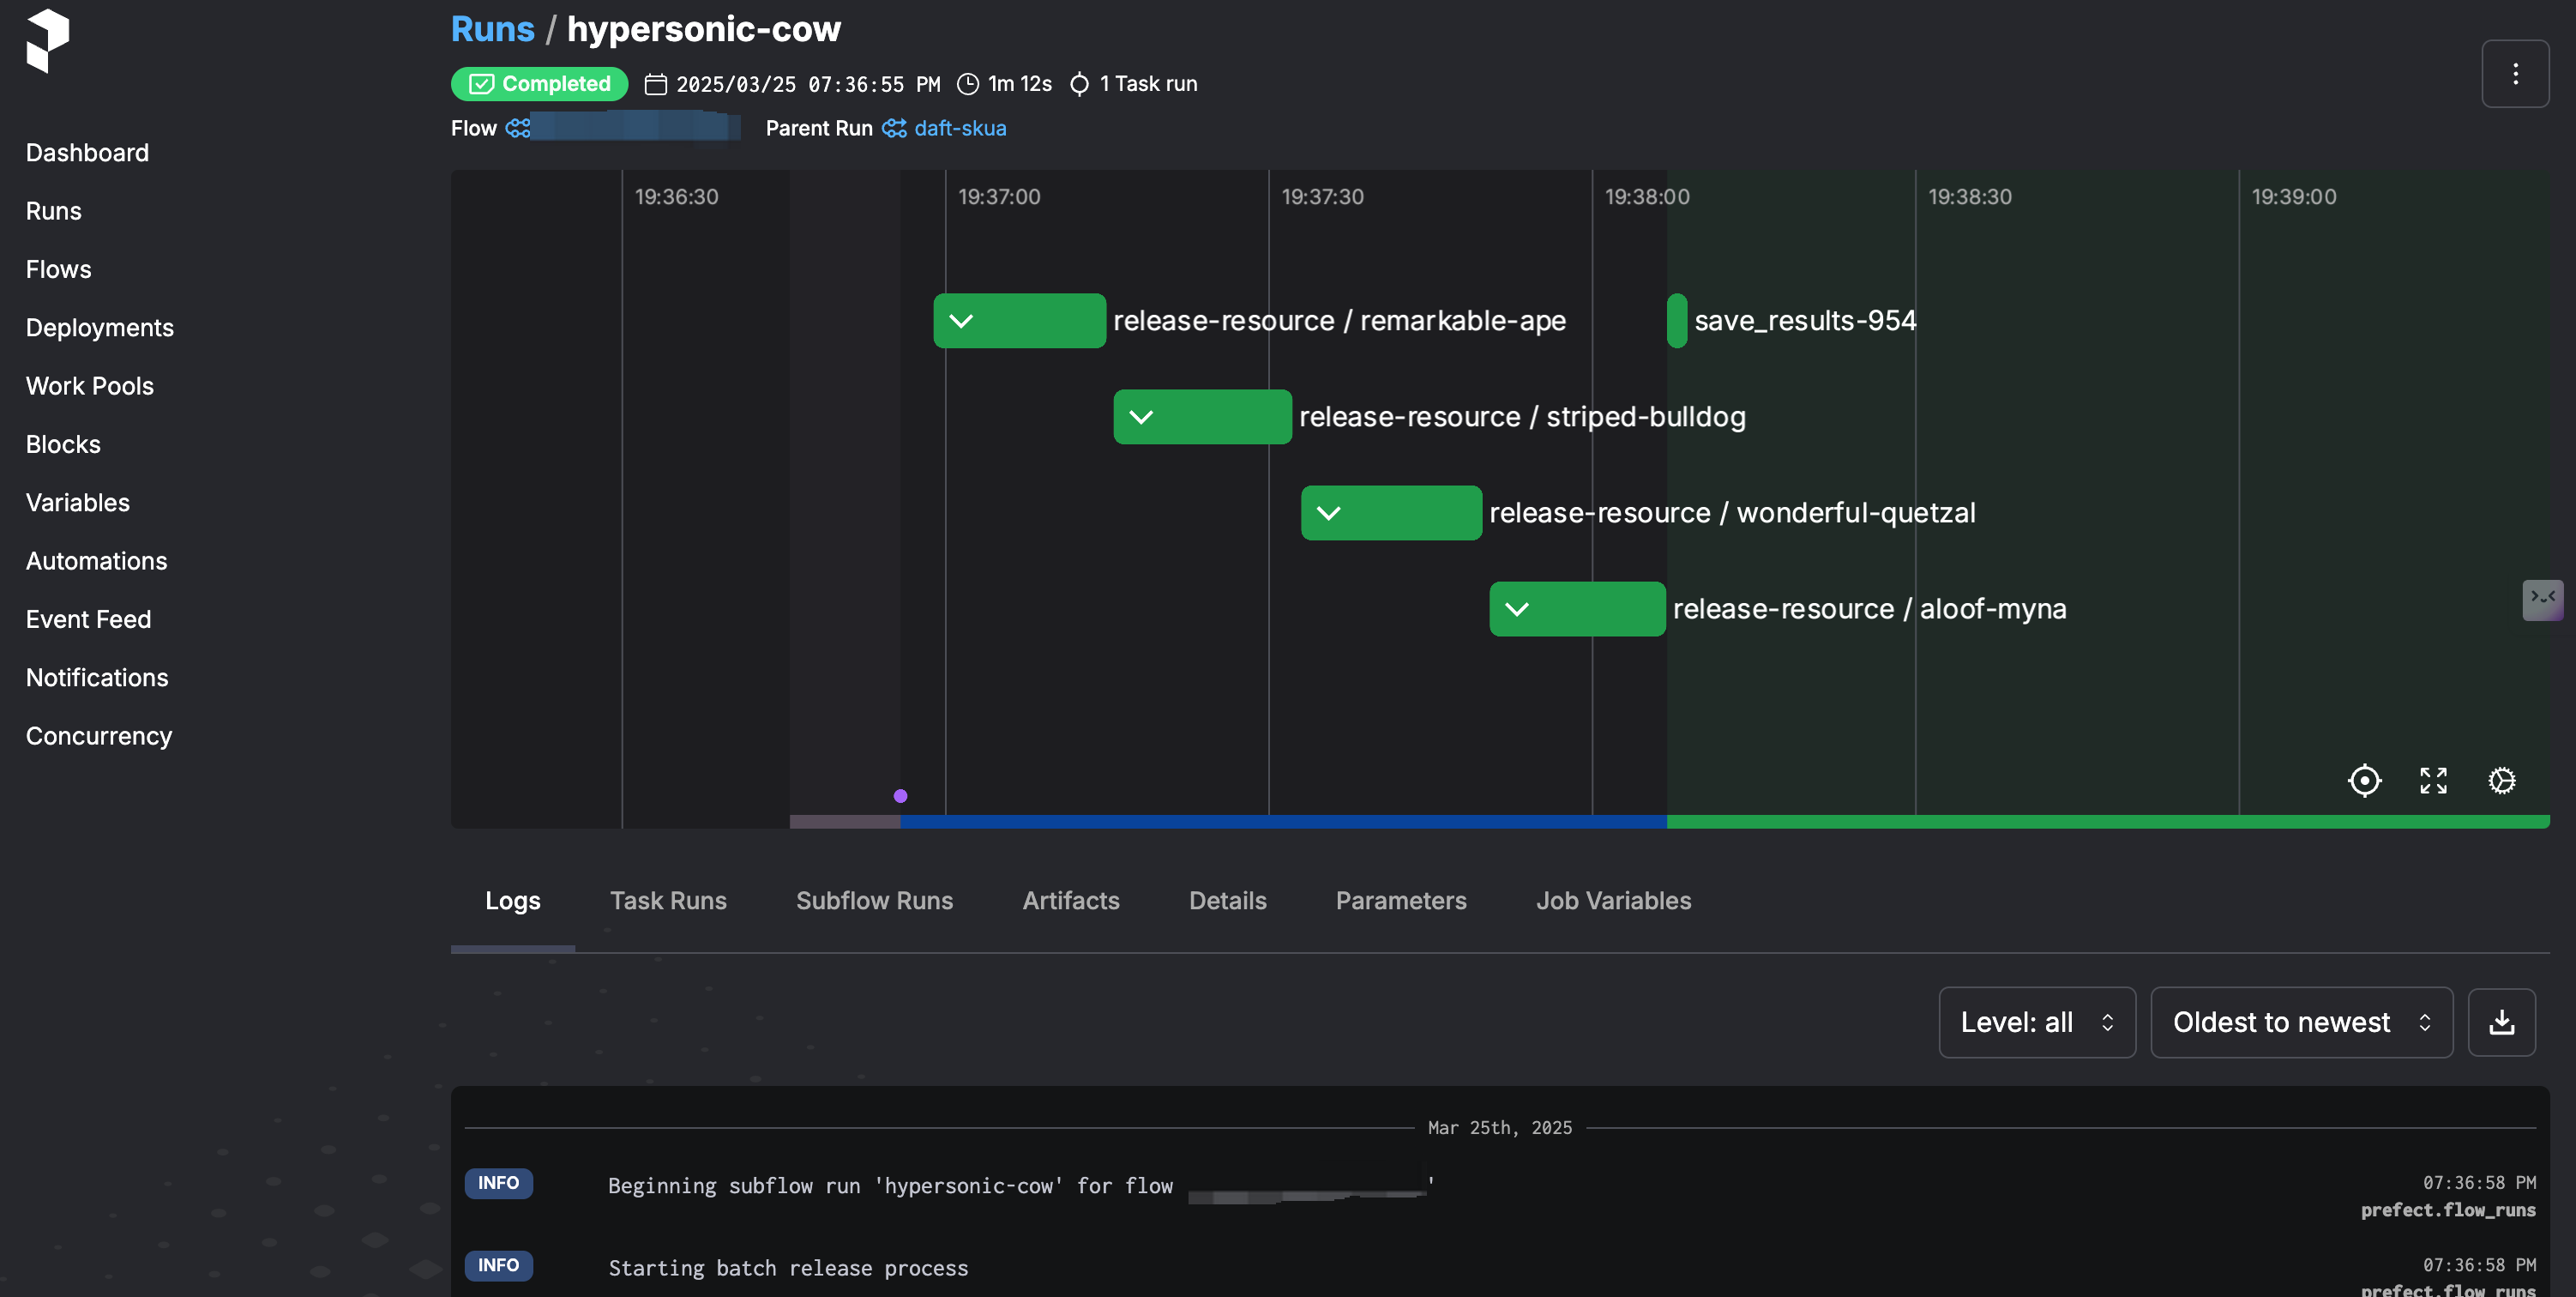 Runs / hypersonic-cow
Completed 2025/03/25 07:36:55 PM 1m 12s 1 Task run
Flow Parent Run daft-skua
Dashboard
Runs
Flows
Deployments
Work Pools
Blocks
Variables
Automations
Event Feed
Notifications
Concurrency
19:36:30 19:37:00 19:37:30 19:38:00 19:38:30 19:39:00
release-resource / remarkable-ape save_results-954
release-resource / striped-bulldog
release-resource / wonderful-quetzal
release-resource / aloof-myna
Logs Task Runs Subflow Runs Artifacts Details Parameters Job Variables
Level: all Oldest to newest
Mar 25th, 2025
INFO Beginning subflow run 'hypersonic-cow' for flow ' 07:36:58 PM
prefect.flow_runs
INFO Starting batch release process 07:36:58 PM
prefect.flow_runs